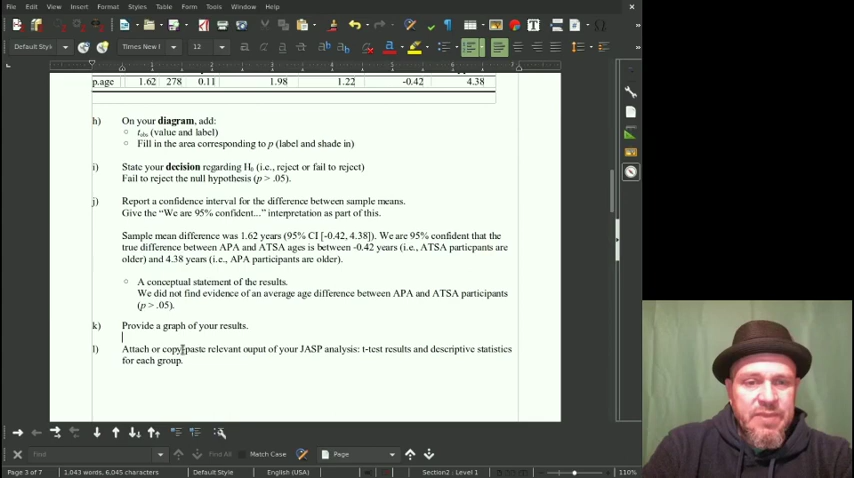 File Edit View Insert Format Styles Table Form Tools Window Help
Default Styl Times New I 12
1 2 3 4 5 6 7
p.age 1.62 278 0.11 1.98 1.22 -0.42 4.38
h) On your diagram, add:
○ tobs (value and label)
○ Fill in the area corresponding to p (label and shade in)
i) State your decision regarding H0 (i.e., reject or fail to reject)
Fail to reject the null hypothesis (p > .05).
j) Report a confidence interval for the difference between sample means.
Give the “We are 95% confident...” interpretation as part of this.
Sample mean difference was 1.62 years (95% CI [-0.42, 4.38]). We are 95% confident that the
true difference between APA and ATSA ages is between -0.42 years (i.e., ATSA particpants are
older) and 4.38 years (i.e., APA participants are older).
○ A conceptual statement of the results.
We did not find evidence of an average age difference between APA and ATSA participants
(p > .05).
k) Provide a graph of your results.
l) Attach or copy/paste relevant ouput of your JASP analysis: t-test results and descriptive statistics
for each group.
Find Find All Match Case Page
Page 3 of 7 1,043 words, 6,045 characters Default Style English (USA) Section2 : Level 1 110%